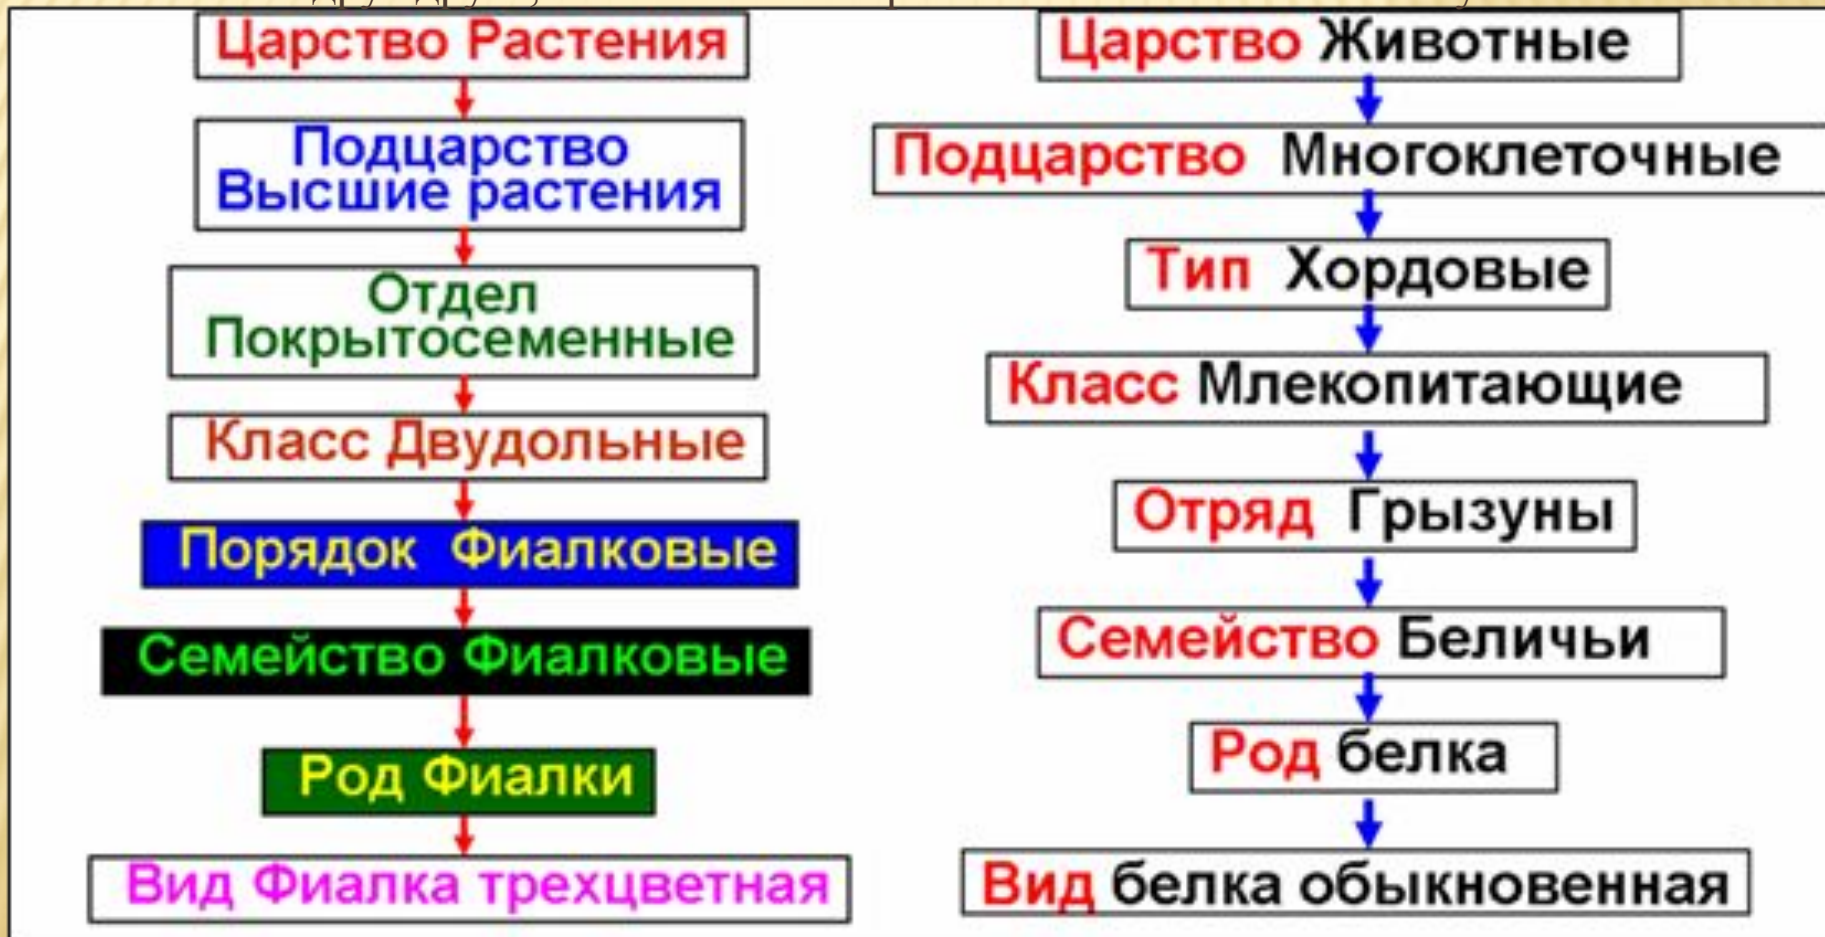 Царство Растения
Подцарство
Высшие растения
Отдел
Покрытосеменные
Класс Двудольные
Порядок Фиалковые
Семейство Фиалковые
Род Фиалки
Вид Фиалка трехцветная
Царство Животные
Подцарство Многоклеточные
Тип Хордовые
Класс Млекопитающие
Отряд Грызуны
Семейство Беличьи
Род белка
Вид белка обыкновенная